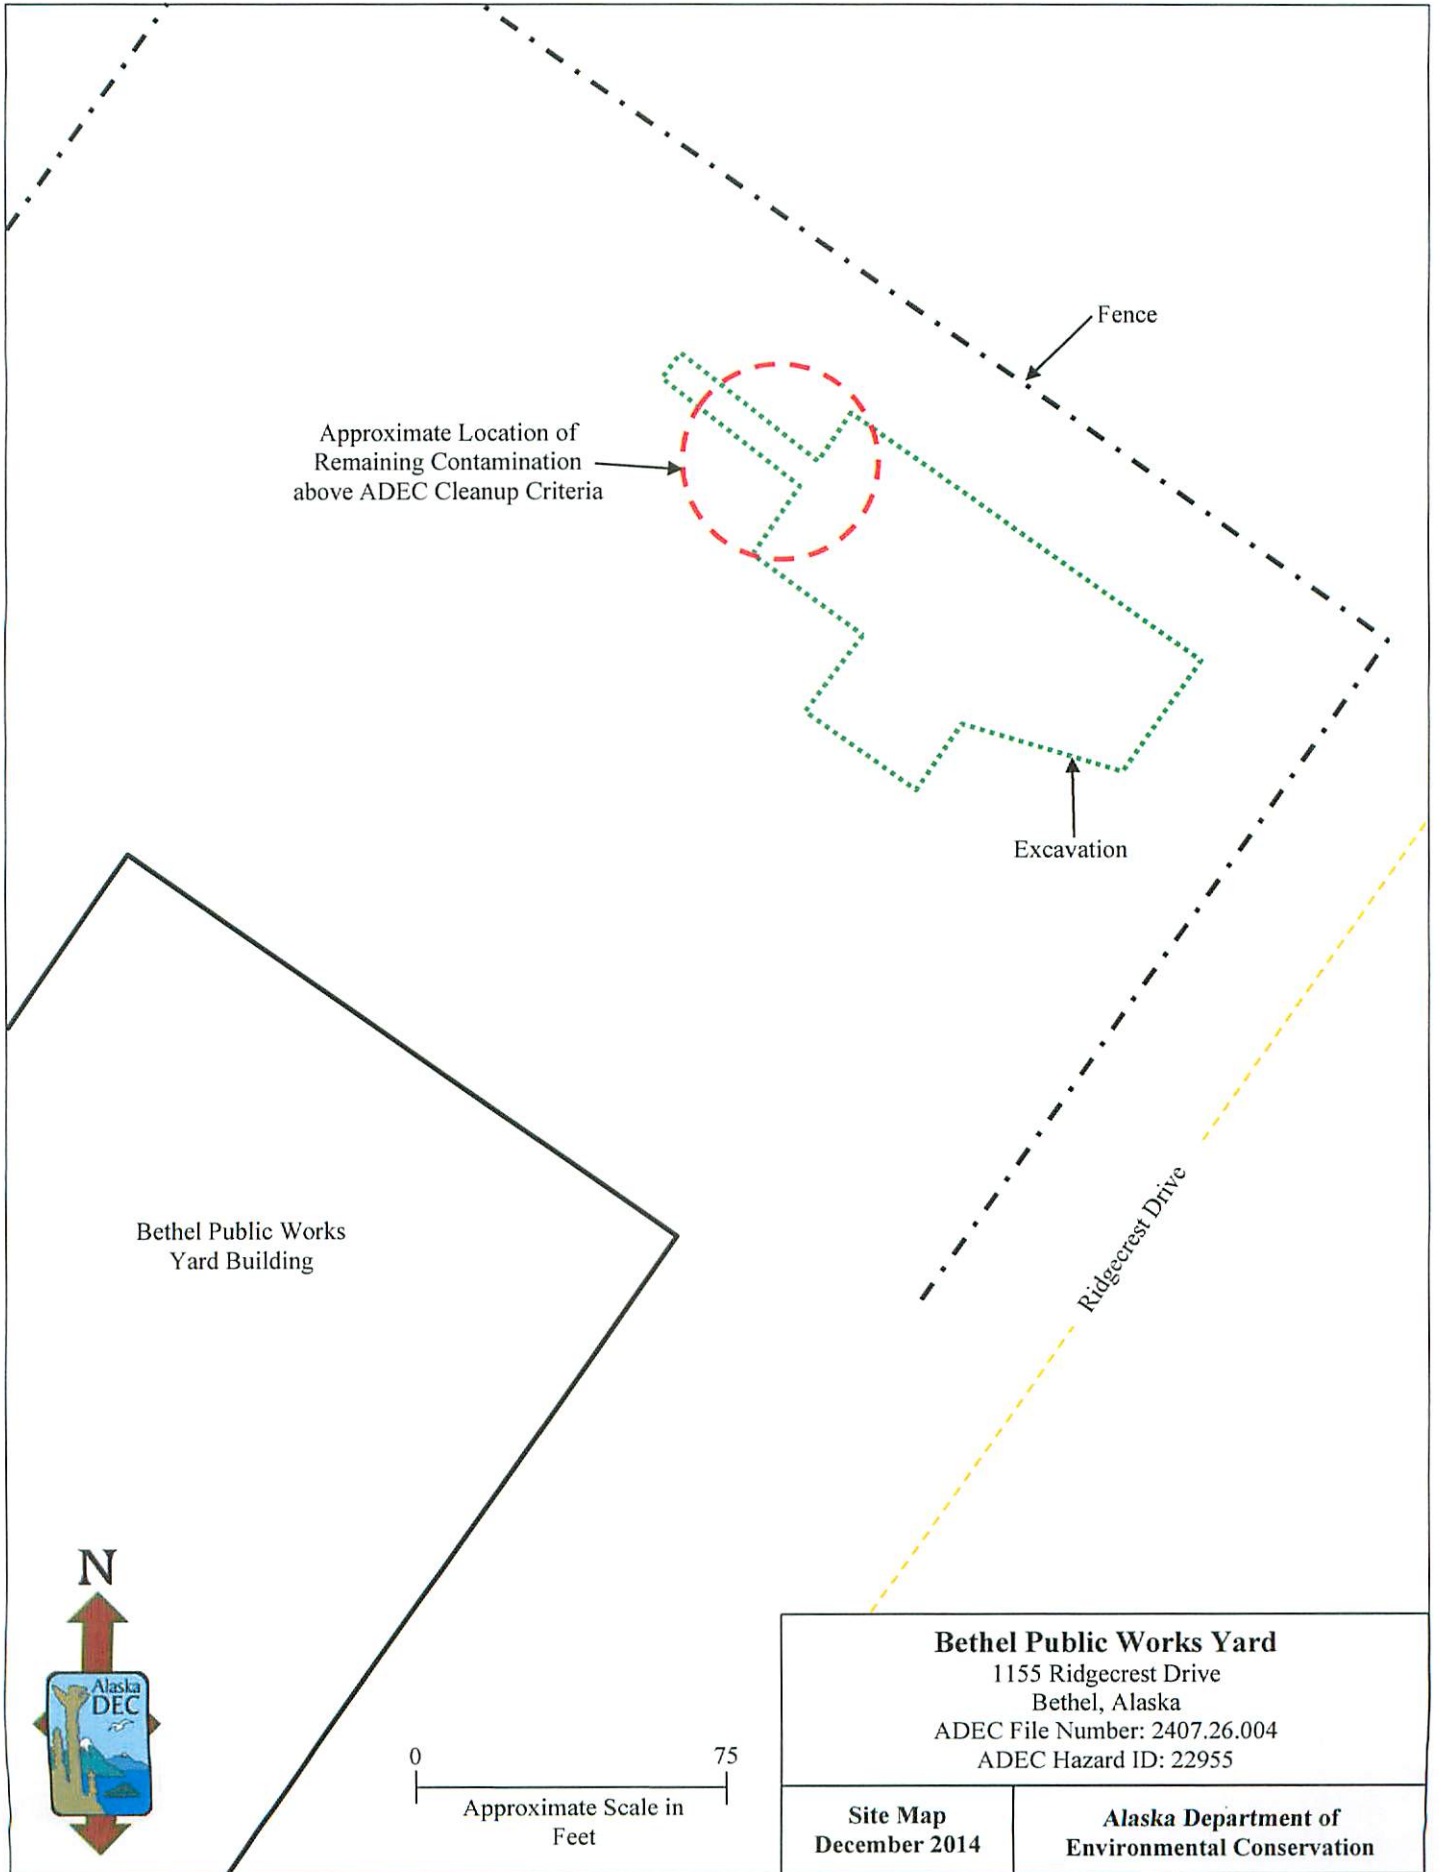 Fence
Approximate Location of
Remaining Contamination
above ADEC Cleanup Criteria
Excavation
Ridgecrest Drive
Bethel Public Works
Yard Building
N
Alaska
DEC
0 75
Approximate Scale in
Feet
Bethel Public Works Yard
1155 Ridgecrest Drive
Bethel, Alaska
ADEC File Number: 2407.26.004
ADEC Hazard ID: 22955
Site Map
December 2014
Alaska Department of
Environmental Conservation